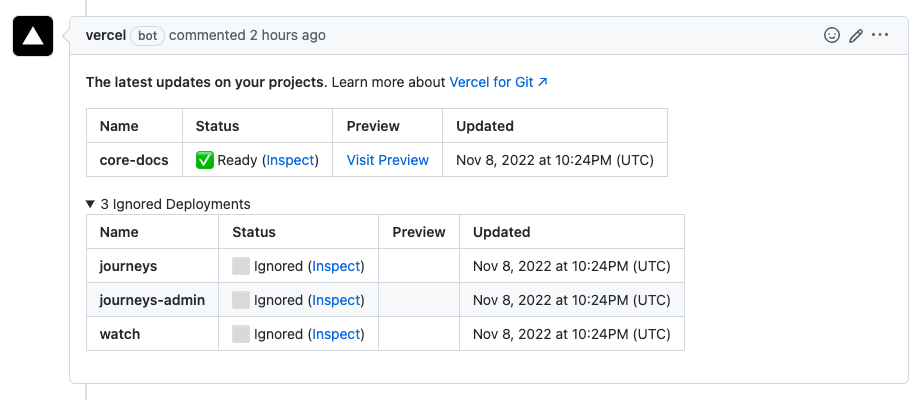 vercel bot commented 2 hours ago
The latest updates on your projects. Learn more about Vercel for Git ↗
Name Status Preview Updated
core-docs ✅ Ready (Inspect) Visit Preview Nov 8, 2022 at 10:24PM (UTC)
▼ 3 Ignored Deployments
Name Status Preview Updated
journeys ⬜ Ignored (Inspect) Nov 8, 2022 at 10:24PM (UTC)
journeys-admin ⬜ Ignored (Inspect) Nov 8, 2022 at 10:24PM (UTC)
watch ⬜ Ignored (Inspect) Nov 8, 2022 at 10:24PM (UTC)